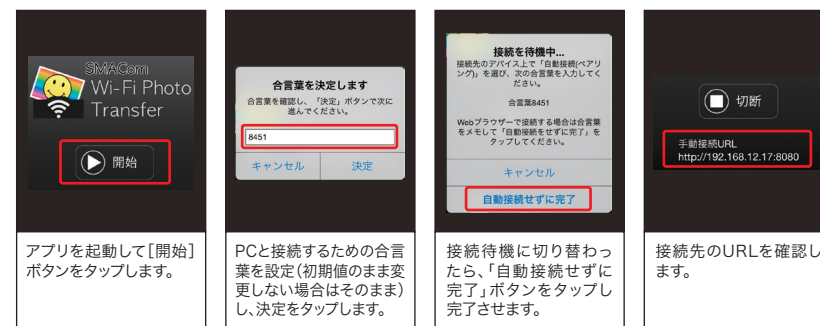 SMACom
Wi-Fi Photo
Transfer
開始
アプリを起動して[開始]
ボタンをタップします。
合言葉を決定します
合言葉を確認し、「決定」ボタンで次に
進んでください。
8451
キャンセル
決定
PCと接続するための合言
葉を設定(初期値のまま変
更しない場合はそのまま)
し、決定をタップします。
接続を待機中...
接続先のデバイス上で「自動接続(ペアリ
ング)」を選び、次の合言葉を入力してく
ださい。
合言葉8451
Webブラウザーで接続する場合は合言葉
をメモして「自動接続をせずに完了」を
タップしてください。
キャンセル
自動接続せずに完了
接続待機に切り替わっ
たら、「自動接続せずに
完了」ボタンをタップし
完了させます。
切断
手動接続URL
http://192.168.12.17:8080
接続先のURLを確認し
ます。